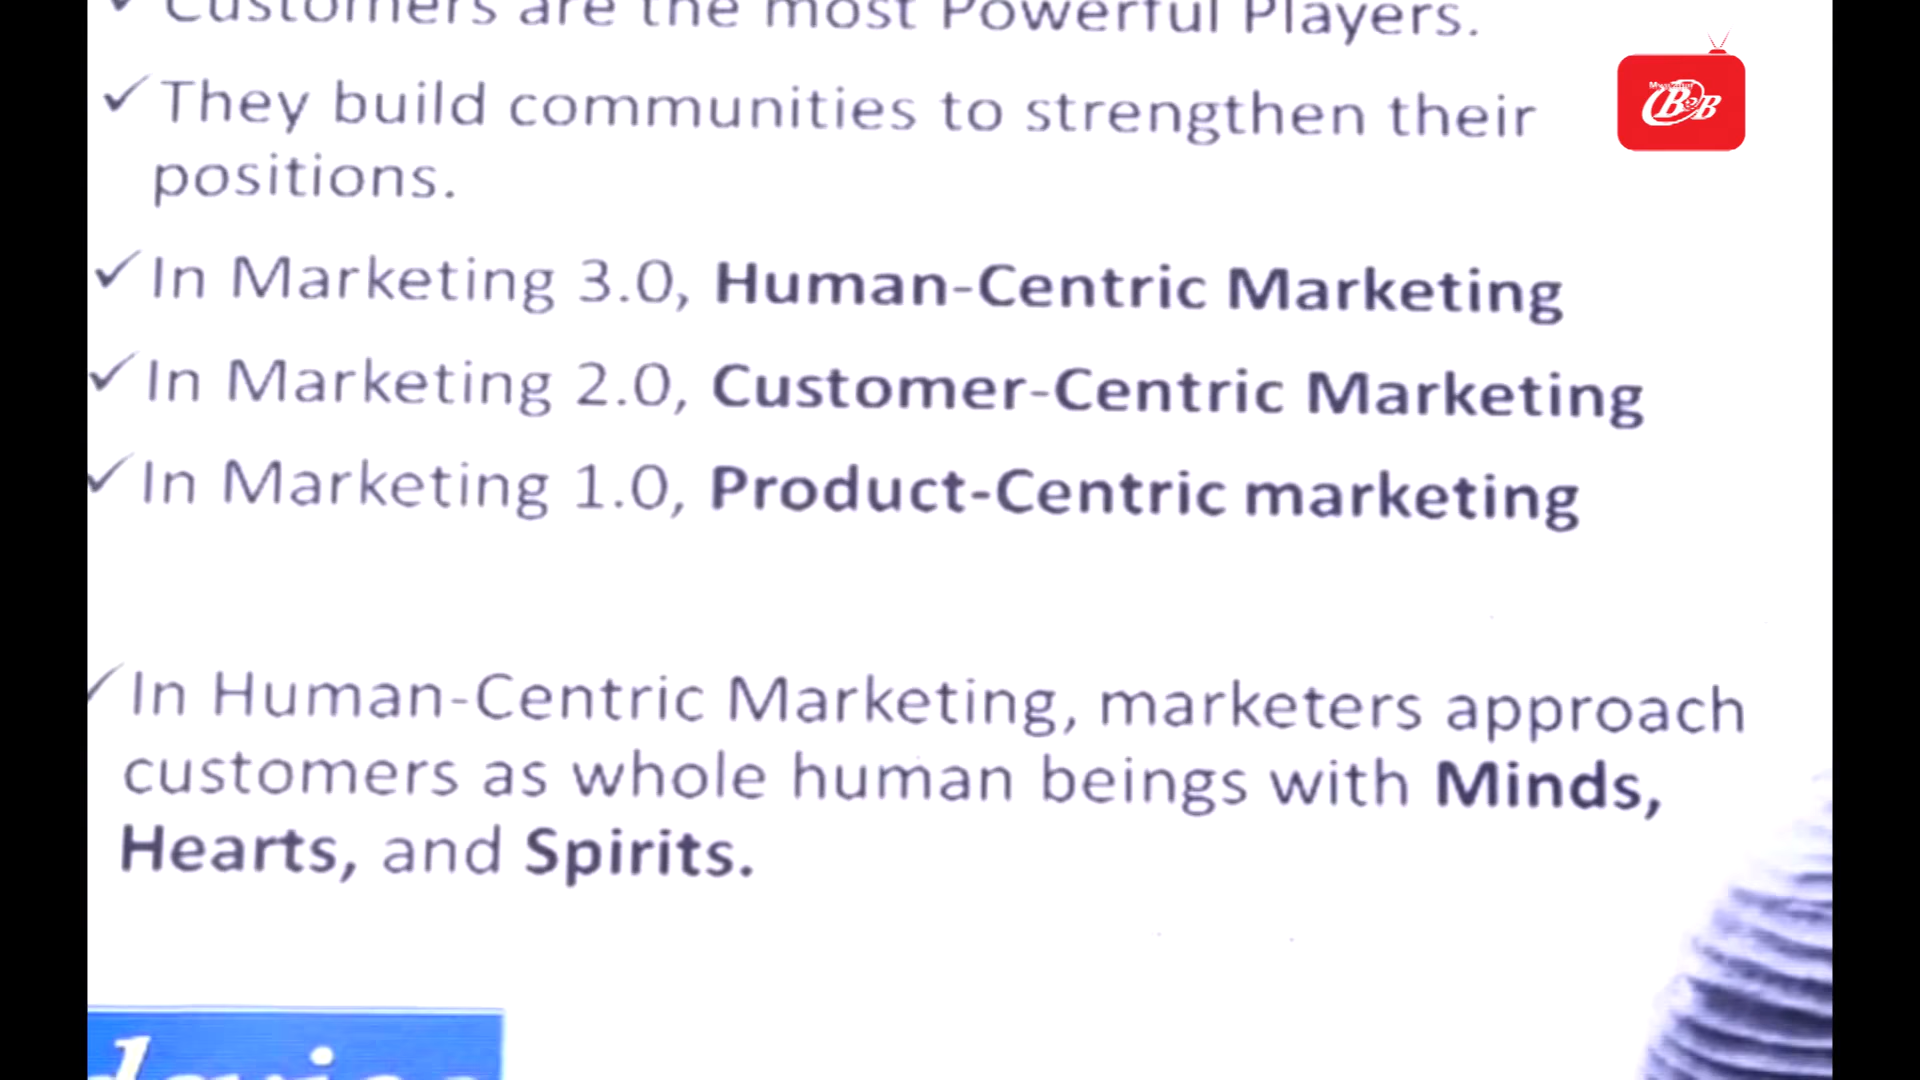 Customers are the most Powerful Players.
✓ They build communities to strengthen their
positions.
✓ In Marketing 3.0, Human-Centric Marketing
✓ In Marketing 2.0, Customer-Centric Marketing
✓ In Marketing 1.0, Product-Centric marketing
✓ In Human-Centric Marketing, marketers approach
customers as whole human beings with Minds,
Hearts, and Spirits.
B2B